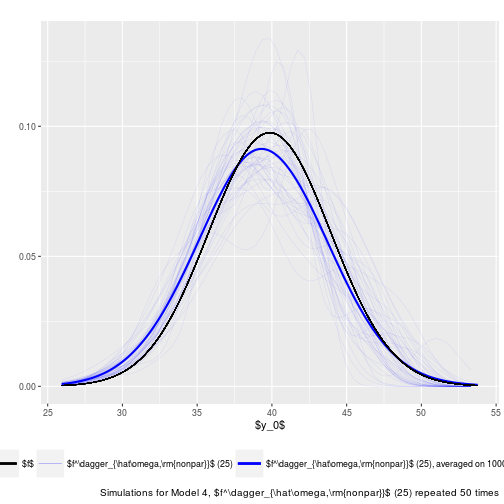 0.10
0.05
0.00
25 30 35 40 45 50 55
$y_0$
$f$ $f^\dagger_{\hat\omega,\rm{nonpar}}$ (25) $f^\dagger_{\hat\omega,\rm{nonpar}}$ (25), averaged on 1000
Simulations for Model 4, $f^\dagger_{\hat\omega,\rm{nonpar}}$ (25) repeated 50 times